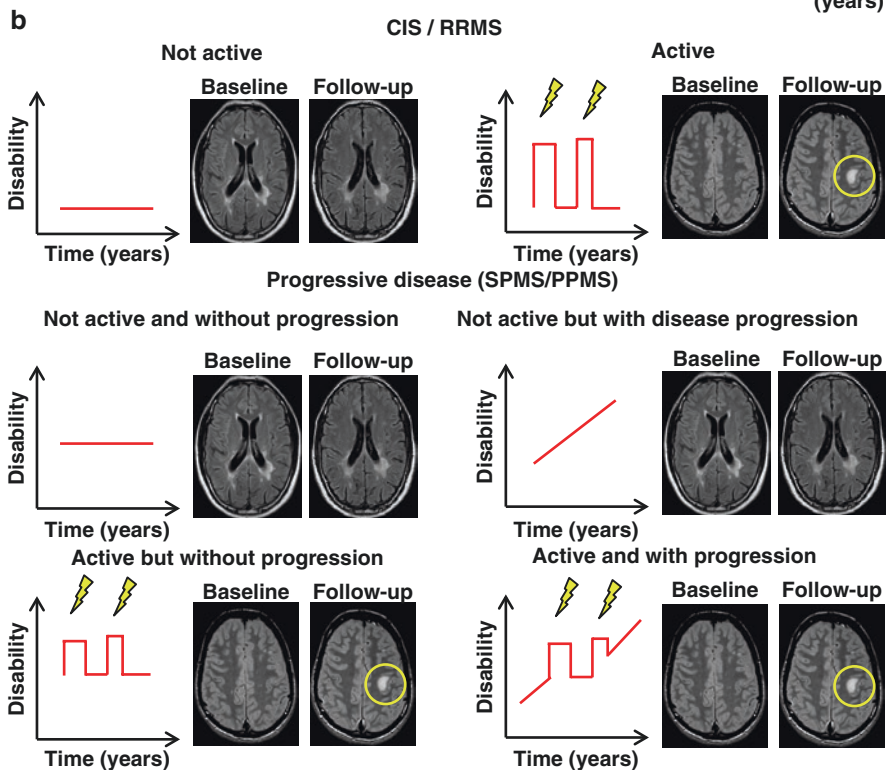 (years)
b
CIS / RRMS
Not active
Active
Baseline Follow-up
Baseline Follow-up
Disability
Time (years)
Disability
Time (years)
Progressive disease (SPMS/PPMS)
Not active and without progression
Not active but with disease progression
Baseline Follow-up
Baseline Follow-up
Disability
Time (years)
Disability
Time (years)
Active but without progression
Active and with progression
Baseline Follow-up
Baseline Follow-up
Disability
Time (years)
Disability
Time (years)